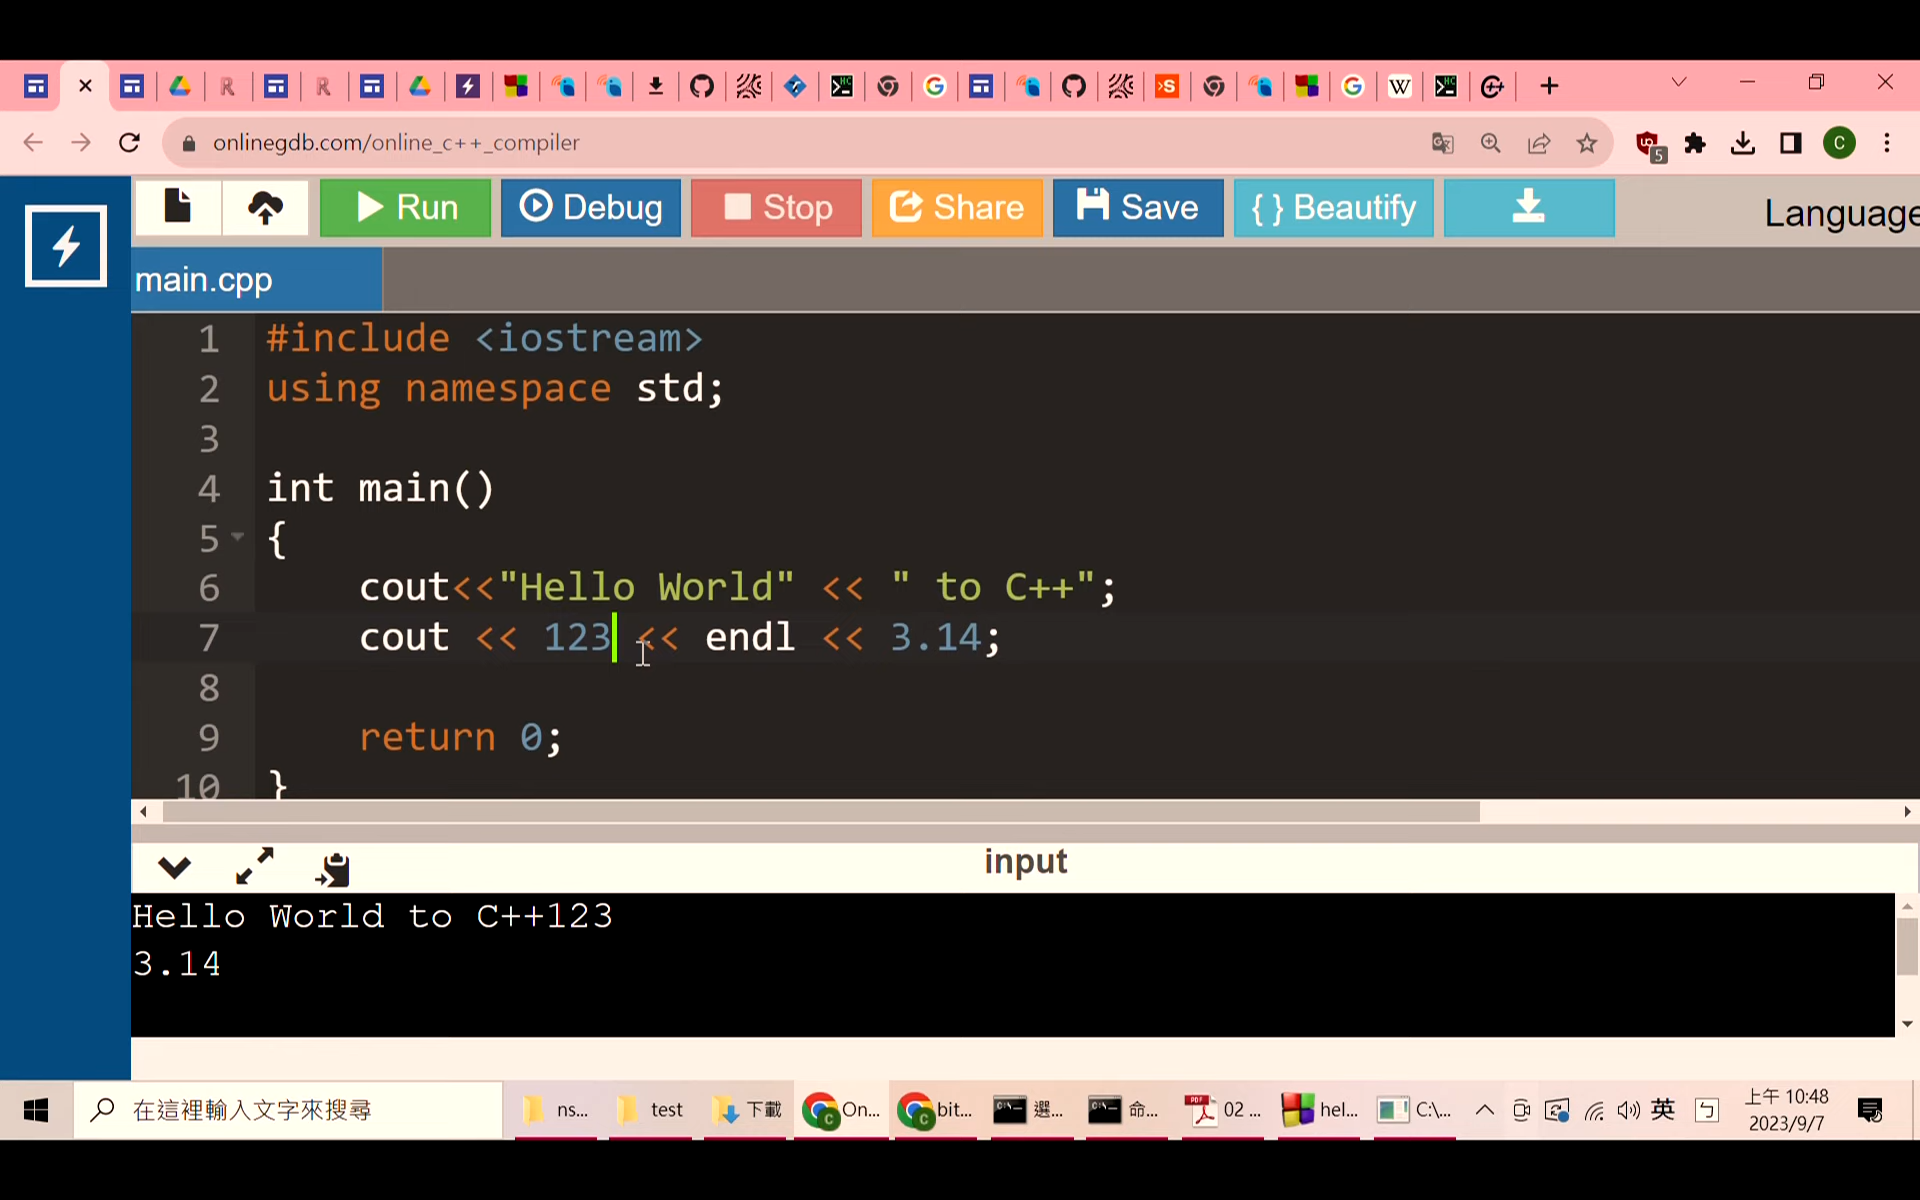 onlinegdb.com/online_c++_compiler
5
C
Run
Debug
Stop
Share
Save
{ } Beautify
Language
main.cpp
1 #include <iostream>
2 using namespace std;
3
4 int main()
5 {
6 cout<<"Hello World" << " to C++";
7 cout << 123 << endl << 3.14;
8
9 return 0;
10 }
input
Hello World to C++123
3.14
在這裡輸入文字來搜尋
ns...
test
下載
On...
bit...
選...
命...
02 ...
hel...
C:\...
英
上午 10:48
2023/9/7